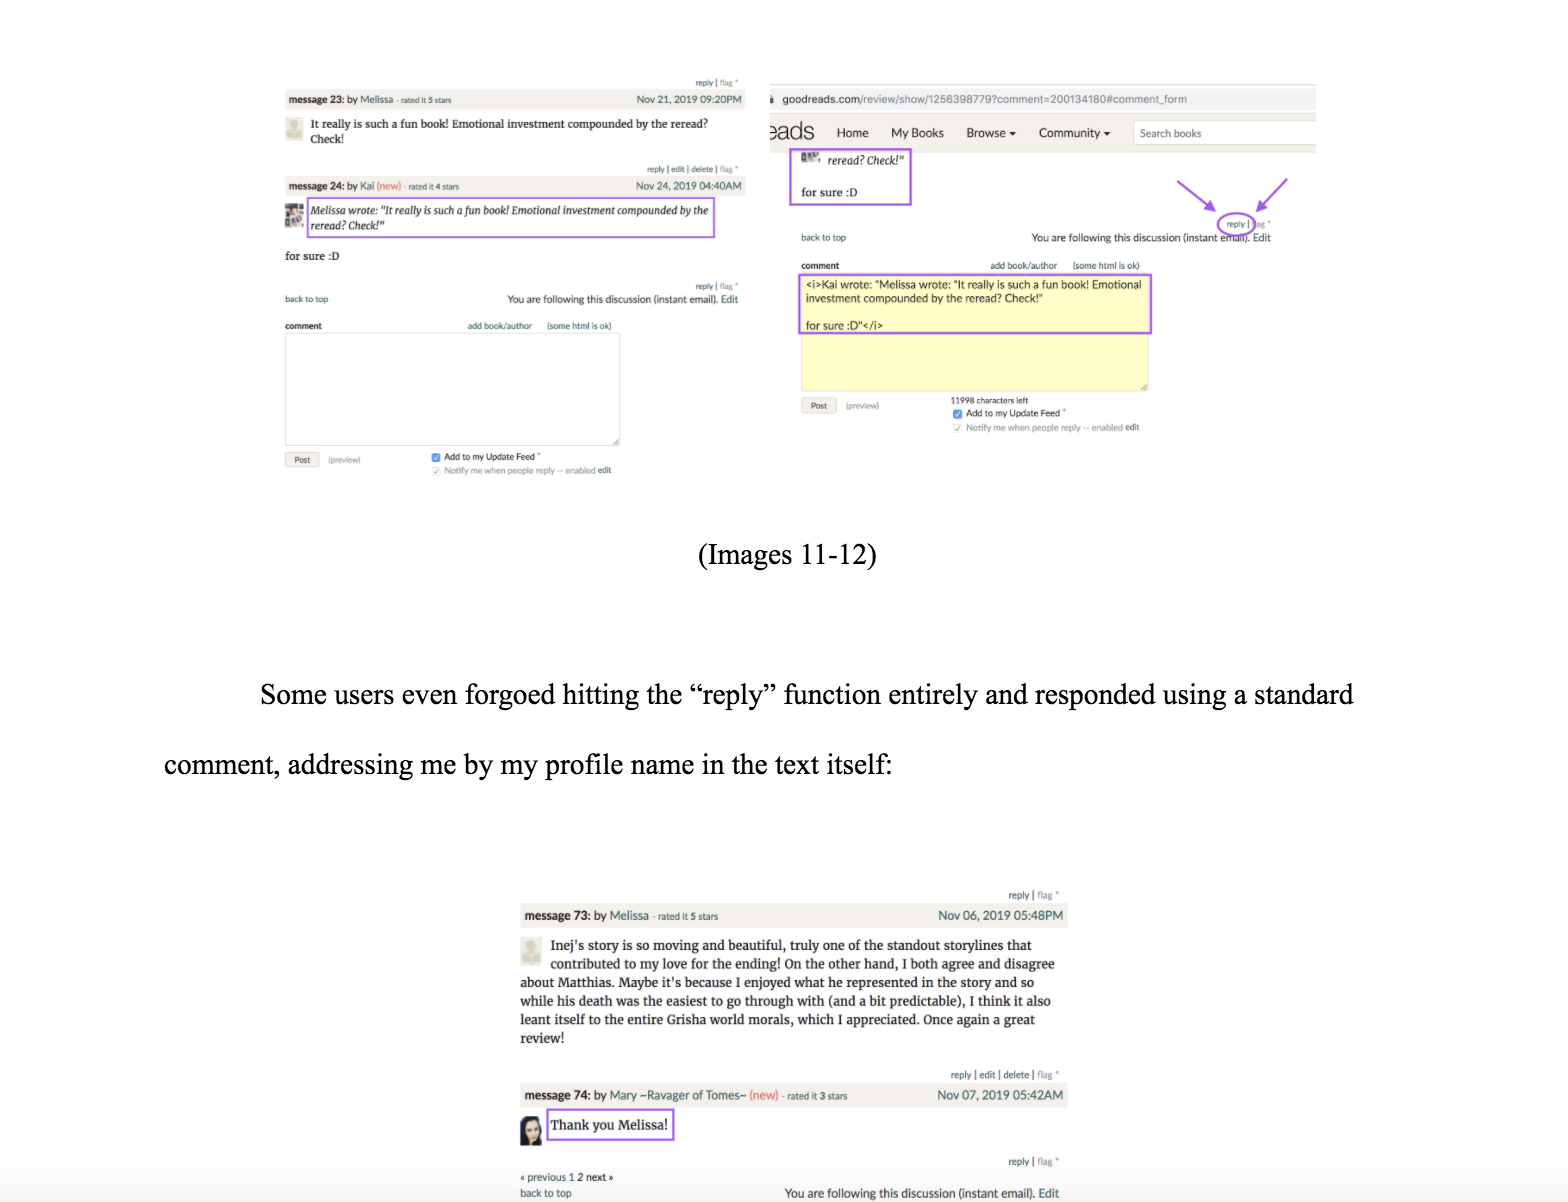 reply | flag *
message 23: by Melissa - rated it 5 stars Nov 21, 2019 09:20PM
It really is such a fun book! Emotional investment compounded by the reread?
Check!
reply | edit | delete | flag *
message 24: by Kai (new) - rated it 4 stars Nov 24, 2019 04:40AM
Melissa wrote: "It really is such a fun book! Emotional investment compounded by the
reread? Check!"
for sure :D
reply | flag *
back to top You are following this discussion (instant email). Edit
comment add book/author (some html is ok)
Post (preview)
Add to my Update Feed *
Notify me when people reply -- enabled edit
goodreads.com/review/show/1256398779?comment=200134180#comment_form
eads Home My Books Browse Community Search books
reread? Check!"
for sure :D
reply | flag *
back to top You are following this discussion (instant email). Edit
comment add book/author (some html is ok)
<i>Kai wrote: "Melissa wrote: "It really is such a fun book! Emotional
investment compounded by the reread? Check!"
for sure :D"</i>
11998 characters left
Post (preview)
Add to my Update Feed *
Notify me when people reply -- enabled edit
(Images 11-12)
Some users even forgoed hitting the “reply” function entirely and responded using a standard
comment, addressing me by my profile name in the text itself:
reply | flag *
message 73: by Melissa - rated it 5 stars Nov 06, 2019 05:48PM
Inej's story is so moving and beautiful, truly one of the standout storylines that
contributed to my love for the ending! On the other hand, I both agree and disagree
about Matthias. Maybe it's because I enjoyed what he represented in the story and so
while his death was the easiest to go through with (and a bit predictable), I think it also
leant itself to the entire Grisha world morals, which I appreciated. Once again a great
review!
reply | edit | delete | flag *
message 74: by Mary ~Ravager of Tomes~ (new) - rated it 3 stars Nov 07, 2019 05:42AM
Thank you Melissa!
reply | flag *
« previous 1 2 next »
back to top You are following this discussion (instant email). Edit